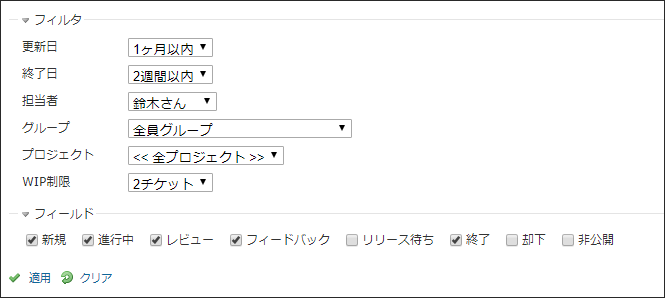 フィルタ
更新日 1ヶ月以内
終了日 2週間以内
担当者 鈴木さん
グループ 全員グループ
プロジェクト << 全プロジェクト >>
WIP制限 2チケット
フィールド
新規 進行中 レビュー フィードバック リリース待ち 終了 却下 非公開
適用 クリア